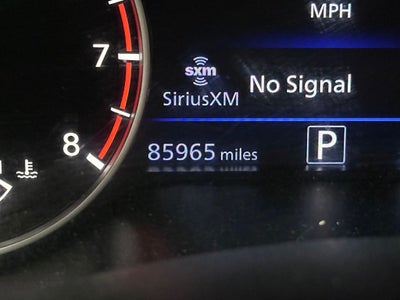 MPH
7
sxm
No Signal
SiriusXM
8
85965 miles
P